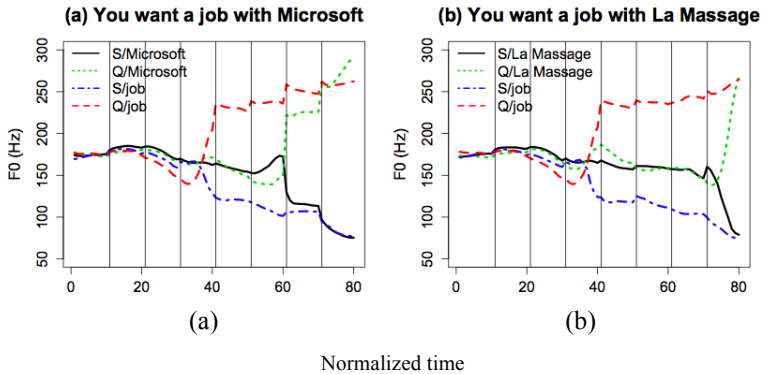 (a) You want a job with Microsoft
F0 (Hz)
50 100 150 200 250 300
S/Microsoft
Q/Microsoft
S/job
Q/job
0 20 40 60 80
(a)
(b) You want a job with La Massage
F0 (Hz)
50 100 150 200 250 300
S/La Massage
Q/La Massage
S/job
Q/job
0 20 40 60 80
(b)
Normalized time